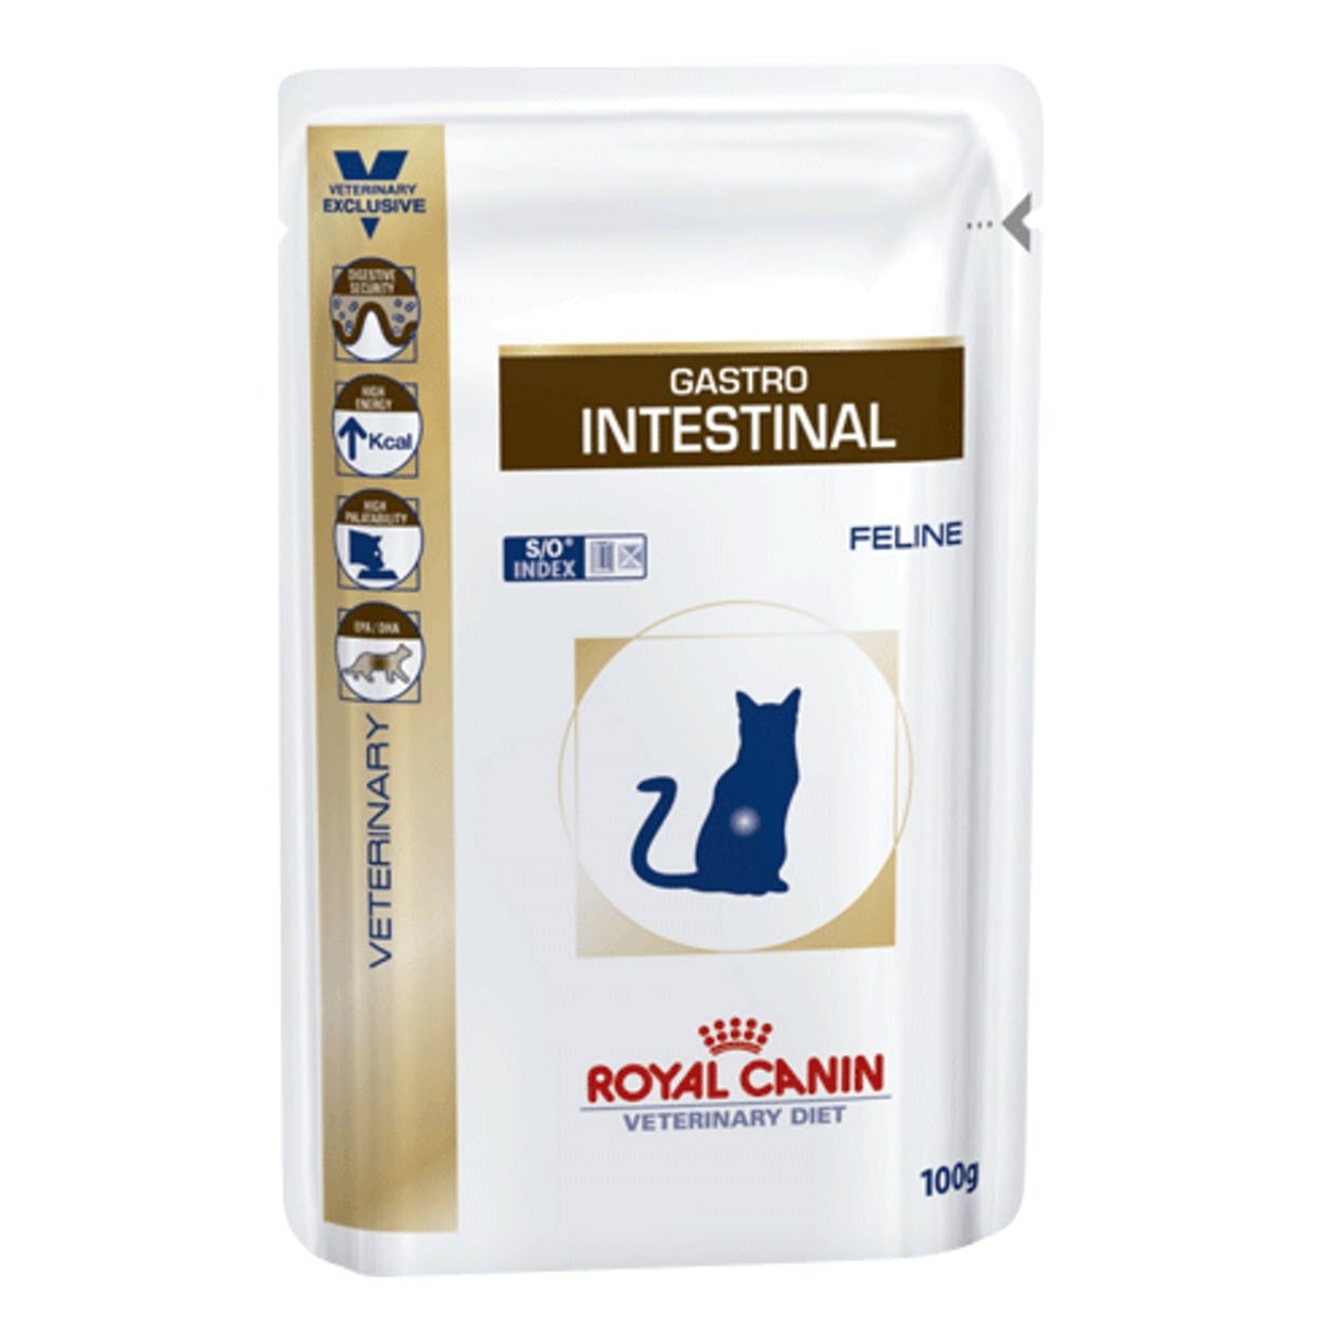 VETERINARY
EXCLUSIVE
DIGESTIVE
SECURITY
HIGH
ENERGY
Kcal
HIGH
PALATABILITY
EPA / DHA
VETERINARY
GASTRO
INTESTINAL
FELINE
S/O®
INDEX
ROYAL CANIN
VETERINARY DIET
100g